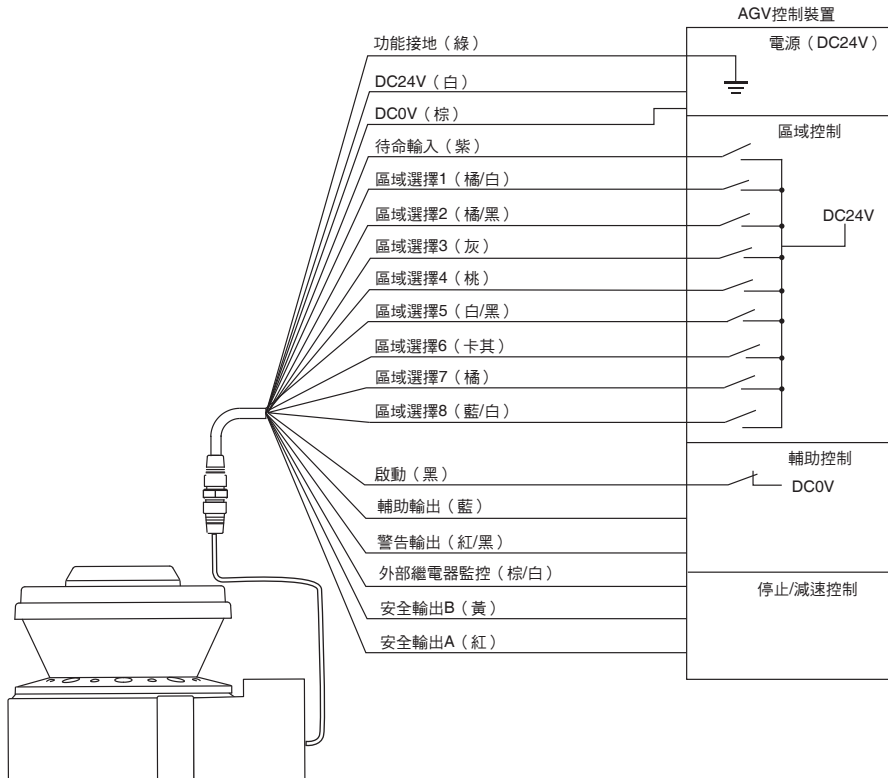 AGV控制裝置
功能接地（綠）
電源（DC24V）
DC24V（白）
DC0V（棕）
區域控制
待命輸入（紫）
區域選擇1（橘/白）
區域選擇2（橘/黑）
DC24V
區域選擇3（灰）
區域選擇4（桃）
區域選擇5（白/黑）
區域選擇6（卡其）
區域選擇7（橘）
區域選擇8（藍/白）
輔助控制
啟動（黑）
DC0V
輔助輸出（藍）
警告輸出（紅/黑）
外部繼電器監控（棕/白）
停止/減速控制
安全輸出B（黃）
安全輸出A（紅）